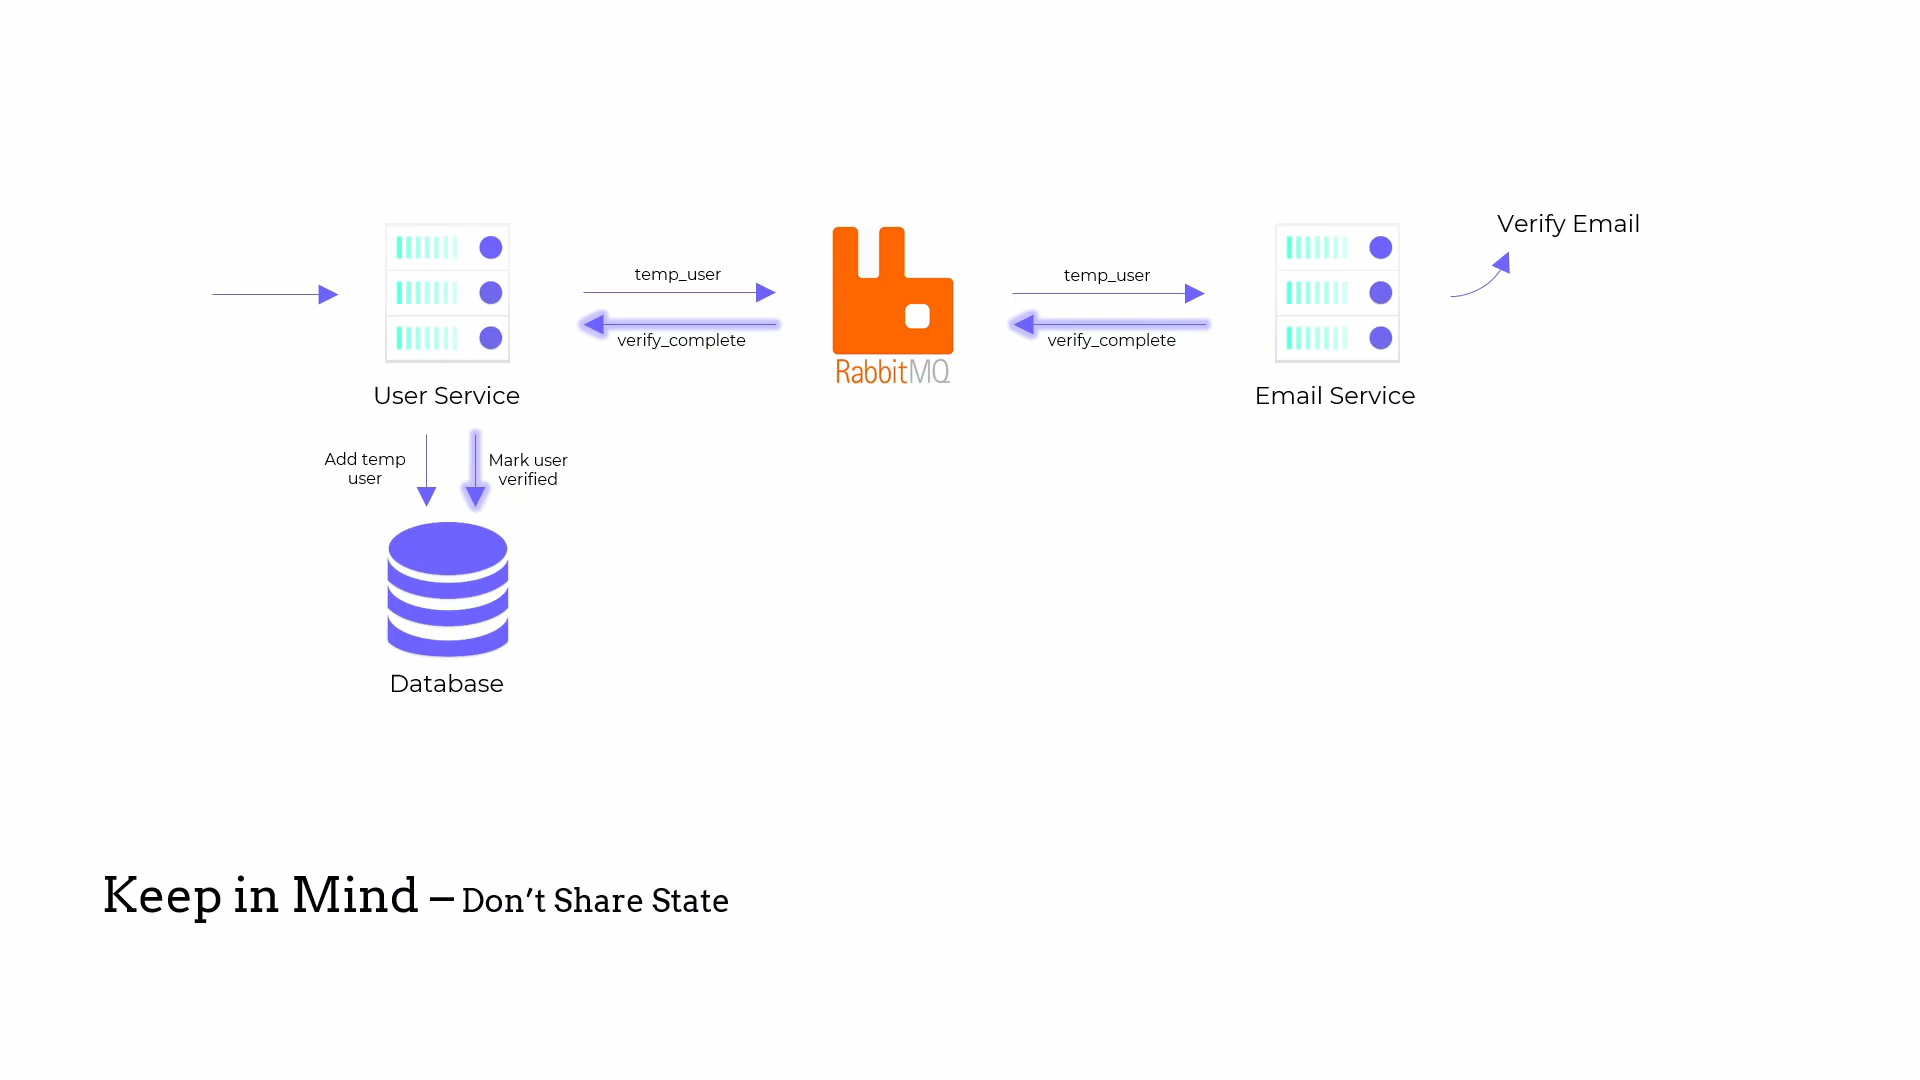 Verify Email
temp_user
temp_user
verify_complete
verify_complete
RabbitMQ
User Service
Email Service
Add temp
user
Mark user
verified
Database
Keep in Mind – Don’t Share State